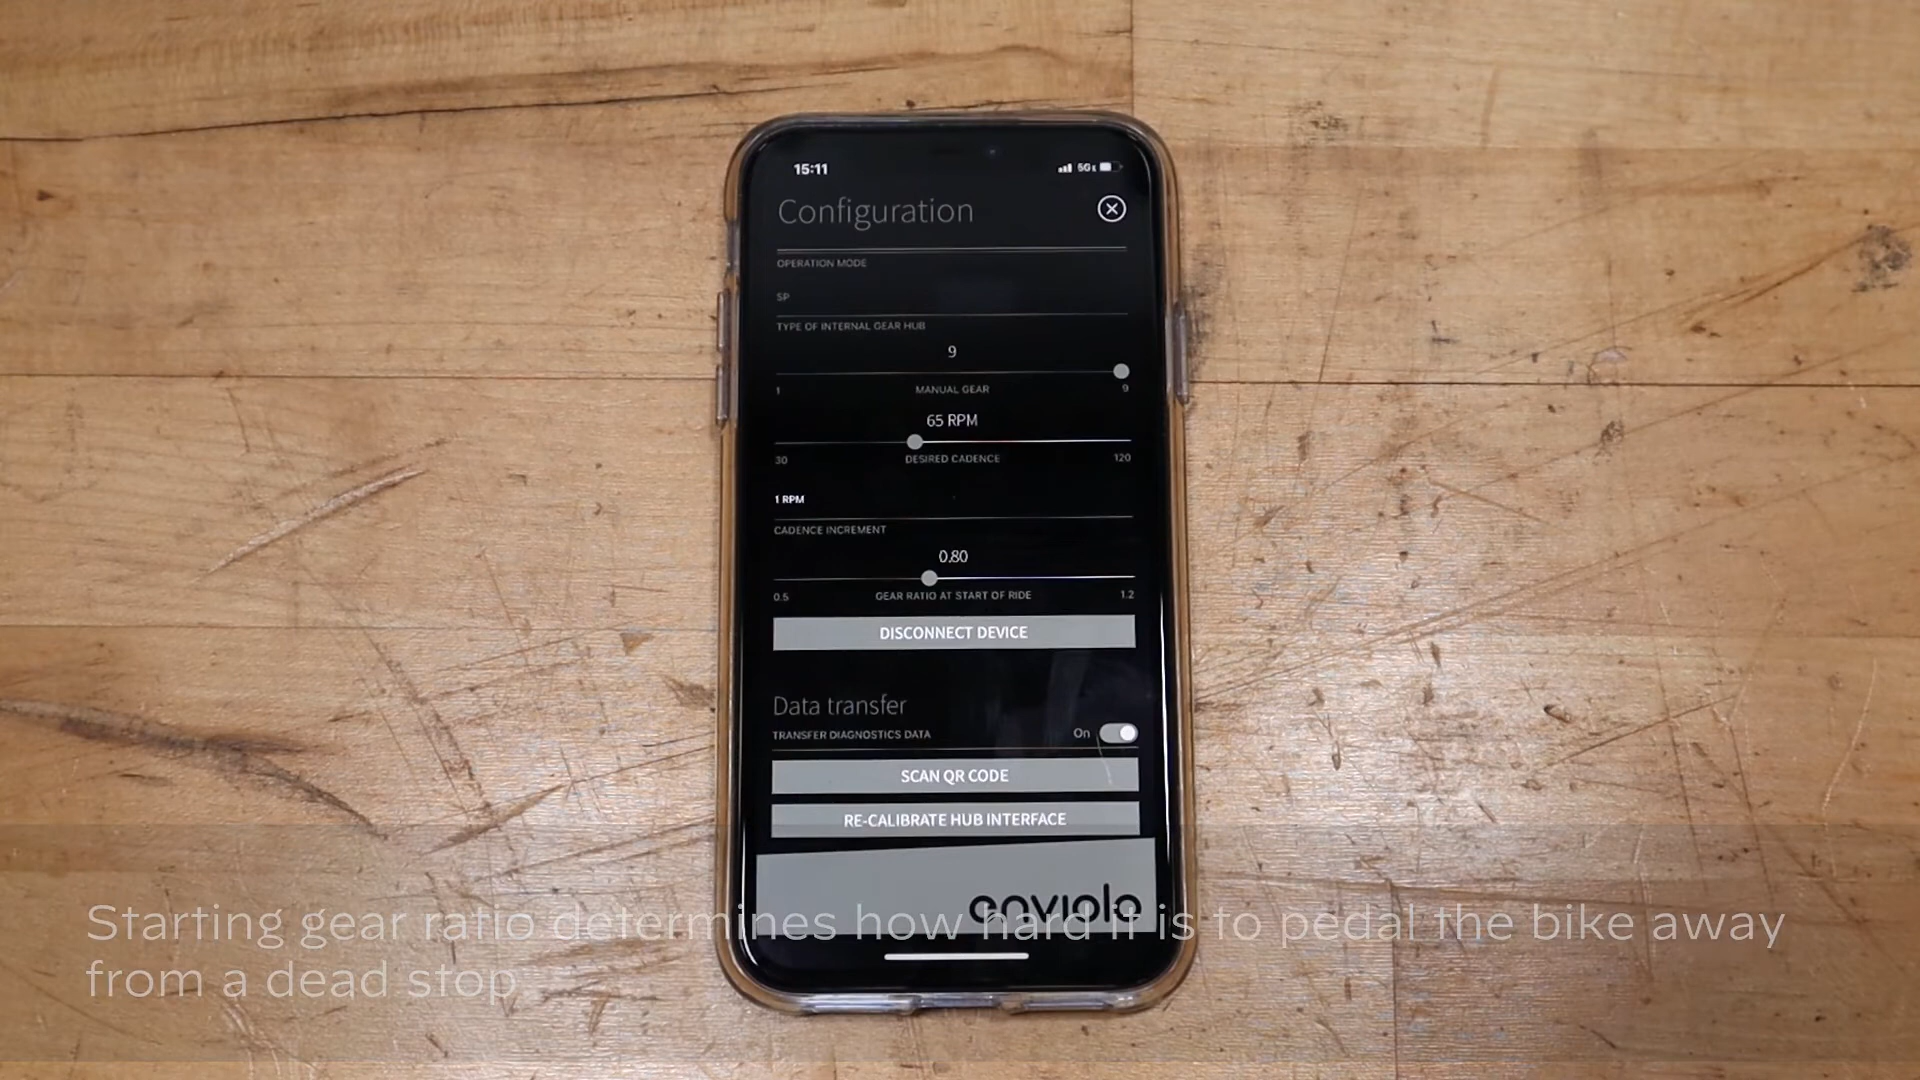 15:11
5GE
Configuration
OPERATION MODE
SP
TYPE OF INTERNAL GEAR HUB
9
1 MANUAL GEAR 9
65 RPM
30 DESIRED CADENCE 120
1 RPM
CADENCE INCREMENT
0.80
0.5 GEAR RATIO AT START OF RIDE 1.2
DISCONNECT DEVICE
Data transfer
TRANSFER DIAGNOSTICS DATA On
SCAN QR CODE
RE-CALIBRATE HUB INTERFACE
enviolo
Starting gear ratio determines how hard it is to pedal the bike away
from a dead stop